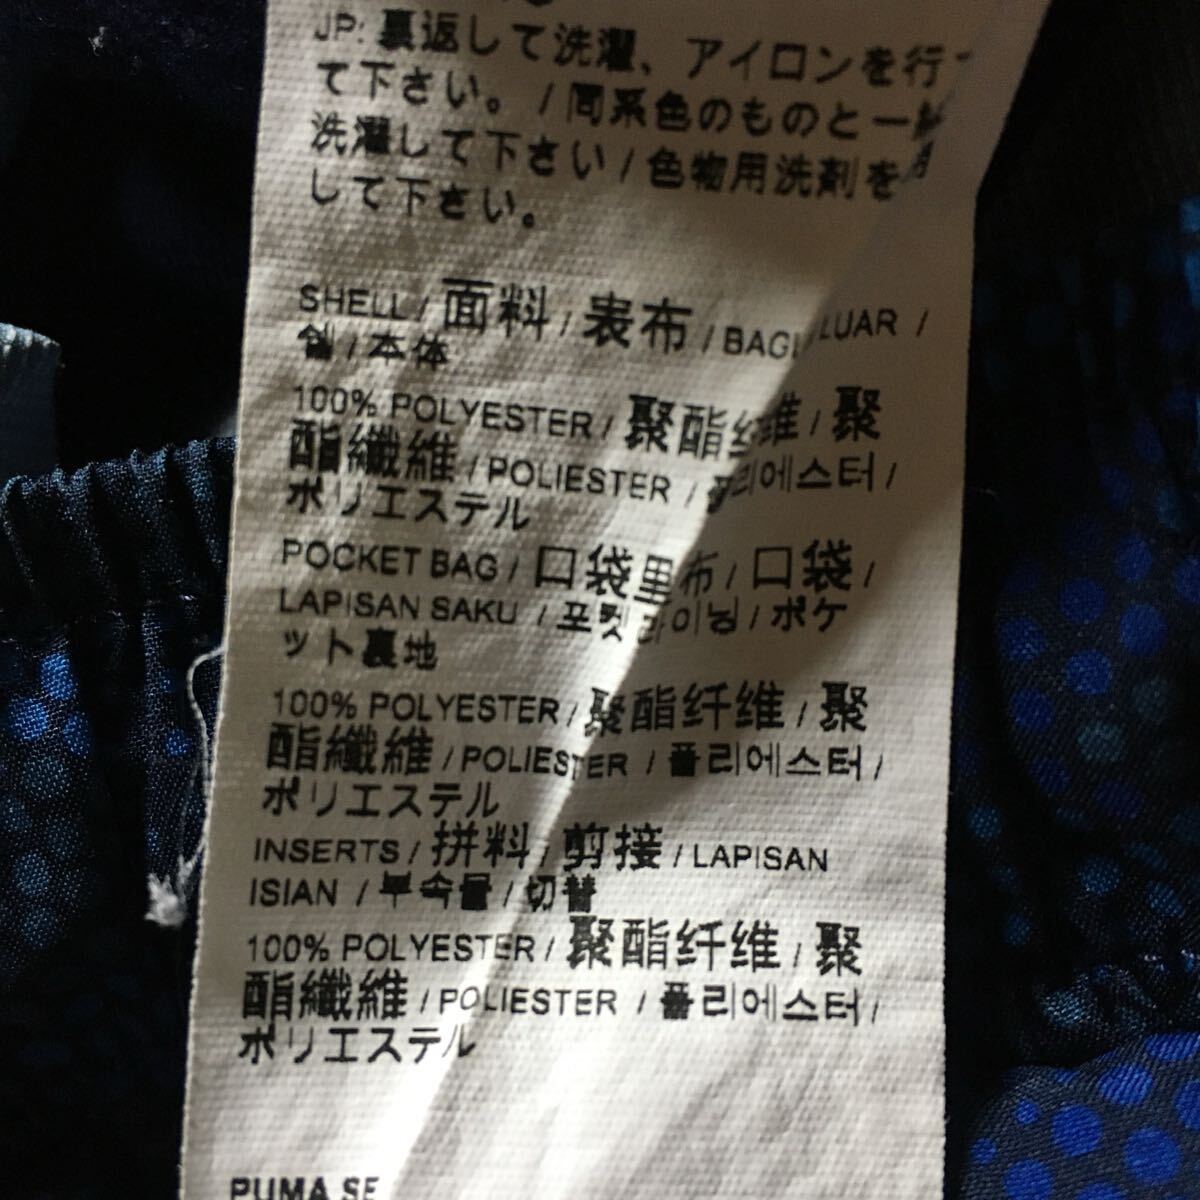 JP: 裏返して洗濯、アイロンを行っ
て下さい。 / 同系色のものと一緒に
洗濯して下さい / 色物用洗剤を
して下さい。
SHELL / 面料 / 表布 / BAGI LUAR /
쉘 / 本体
100% POLYESTER / 聚酯纤维 / 聚
酯纖維 / POLIESTER / 폴리에스터 /
ポリエステル
POCKET BAG / 口袋里布 / 口袋 /
LAPISAN SAKU / 포켓라이닝 / ポケ
ット裏地
100% POLYESTER / 聚酯纤维 / 聚
酯纖維 / POLIESTER / 폴리에스터 /
ポリエステル
INSERTS / 拼料 / 剪接 / LAPISAN
ISIAN / 부속물 / 切替
100% POLYESTER / 聚酯纤维 / 聚
酯纖維 / POLIESTER / 폴리에스터 /
ポリエステル
PUMA SE